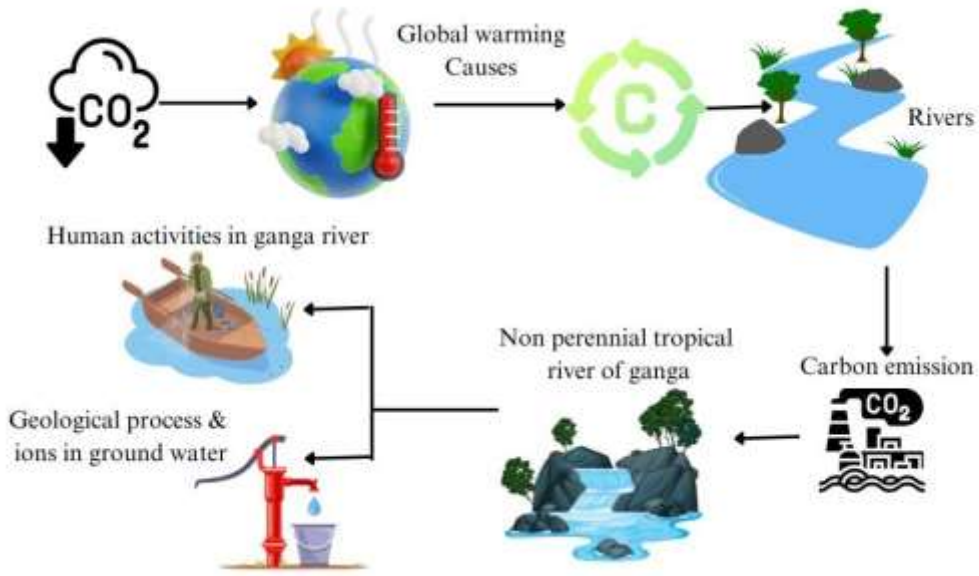 CO2
Global warming
Causes
C
Rivers
Human activities in ganga river
Non perennial tropical
river of ganga
Carbon emission
CO2
Geological process &
ions in ground water